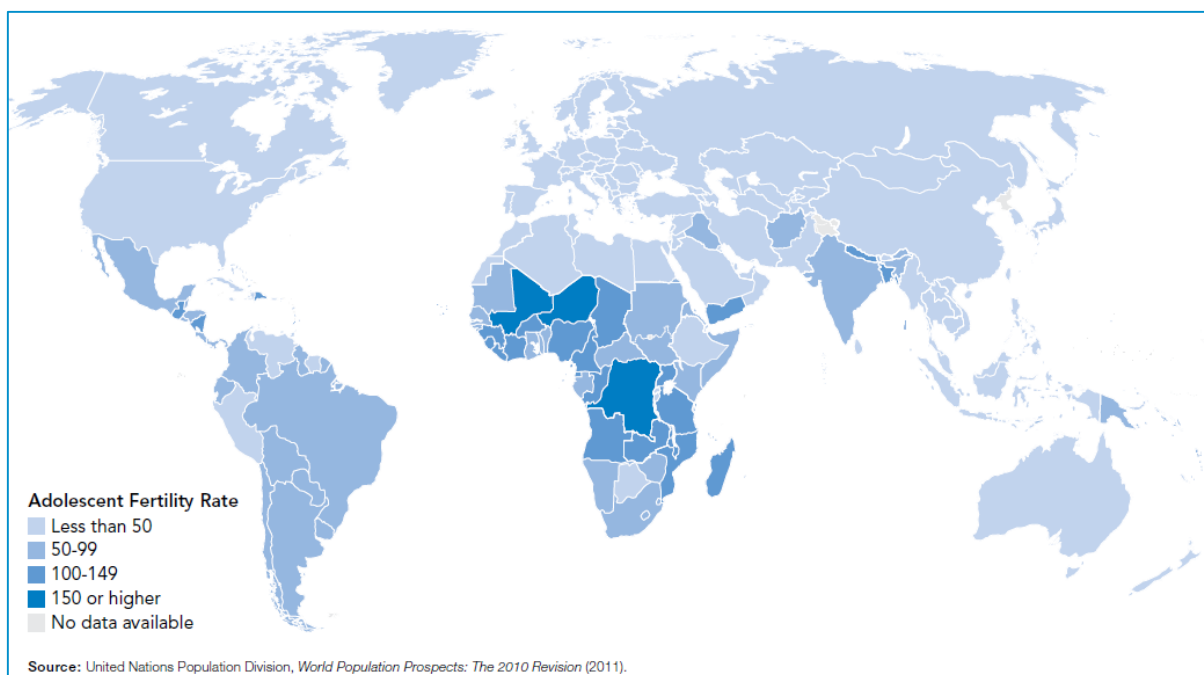 Adolescent Fertility Rate
Less than 50
50-99
100-149
150 or higher
No data available
Source: United Nations Population Division, World Population Prospects: The 2010 Revision (2011).